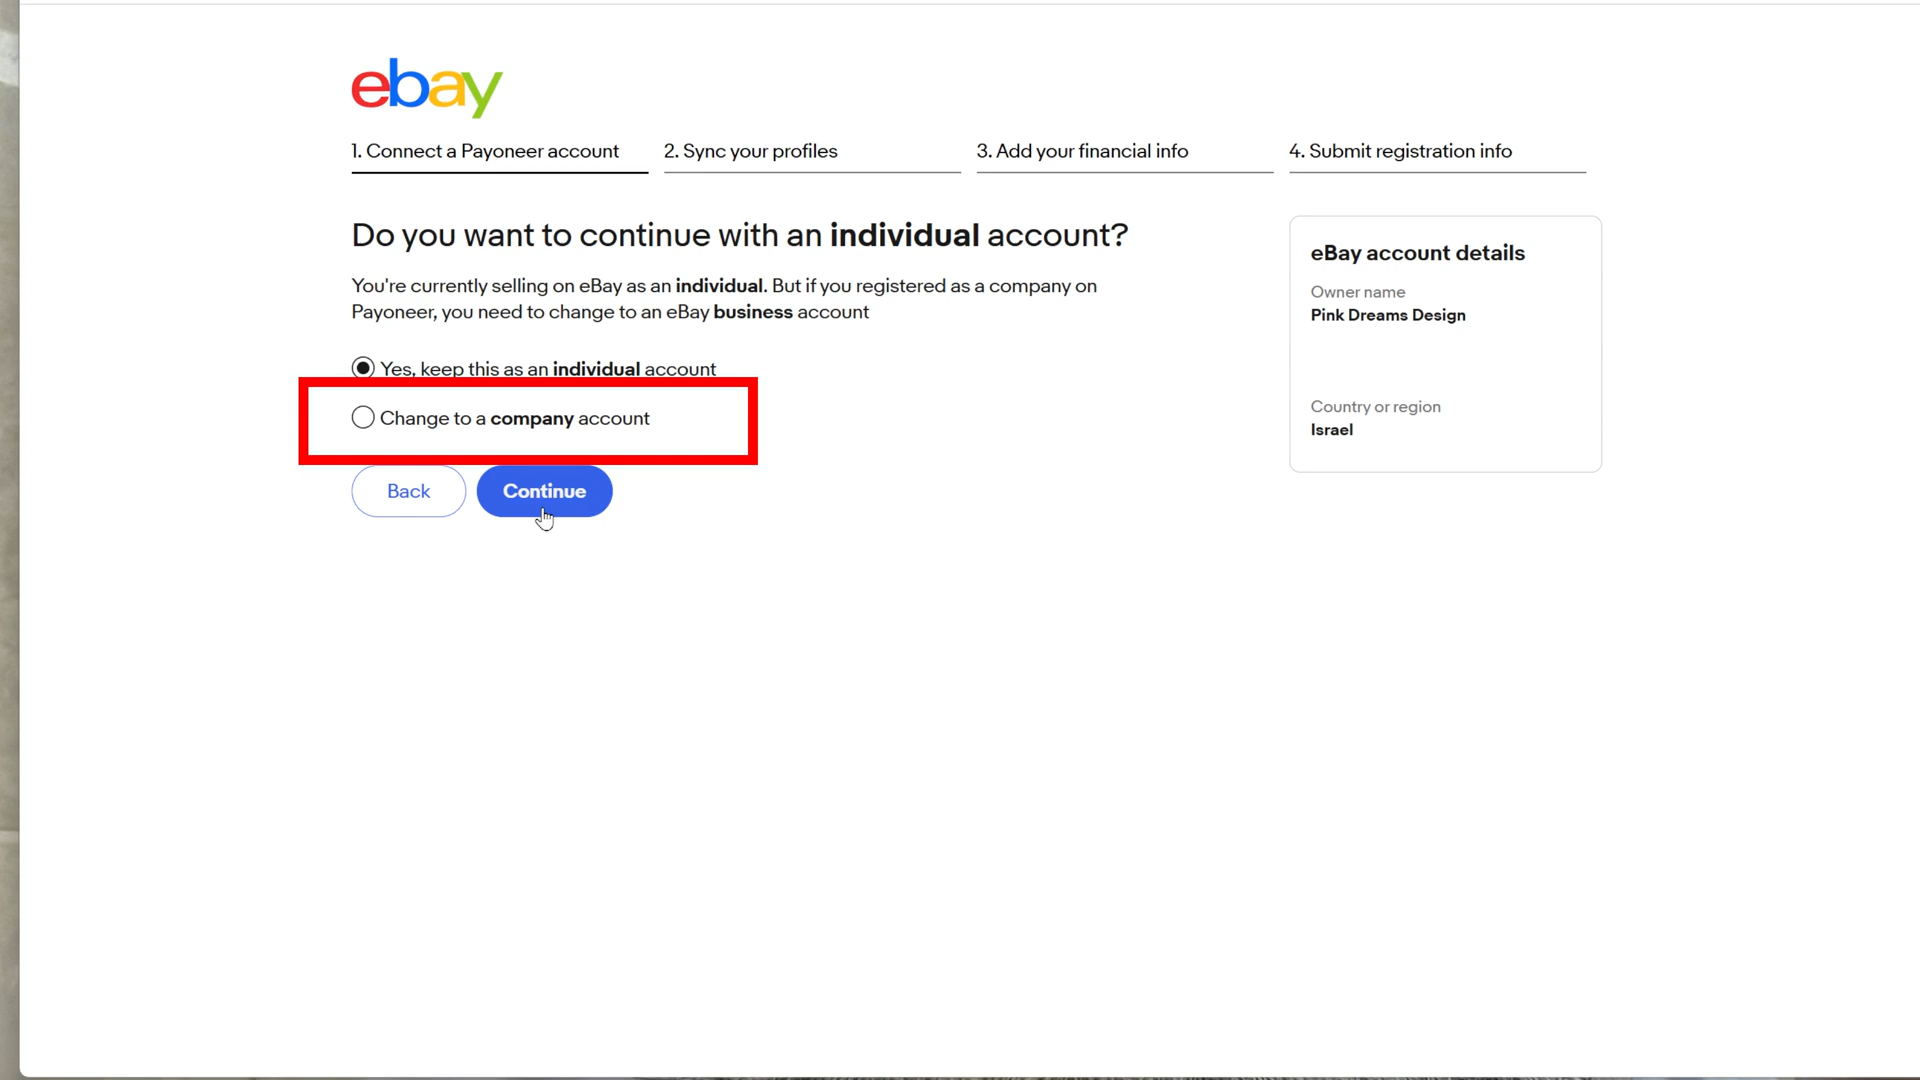 ebay
1. Connect a Payoneer account
2. Sync your profiles
3. Add your financial info
4. Submit registration info
Do you want to continue with an individual account?
You're currently selling on eBay as an individual. But if you registered as a company on
Payoneer, you need to change to an eBay business account
Yes, keep this as an individual account
Change to a company account
Back
Continue
eBay account details
Owner name
Pink Dreams Design
Country or region
Israel